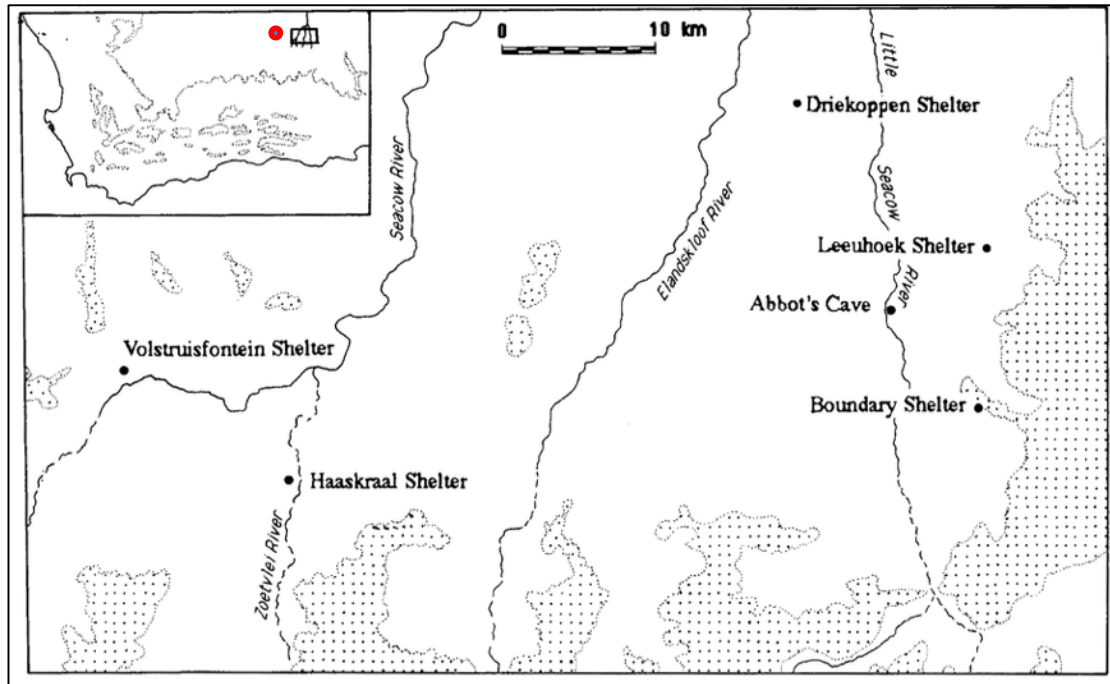 0
10 km
Little
Seacow
River
Driekoppen Shelter
Seacow River
Elandskloof River
Leeuhoek Shelter
Abbot's Cave
Volstruisfontein Shelter
Boundary Shelter
Haaskraal Shelter
Zoetvlei River